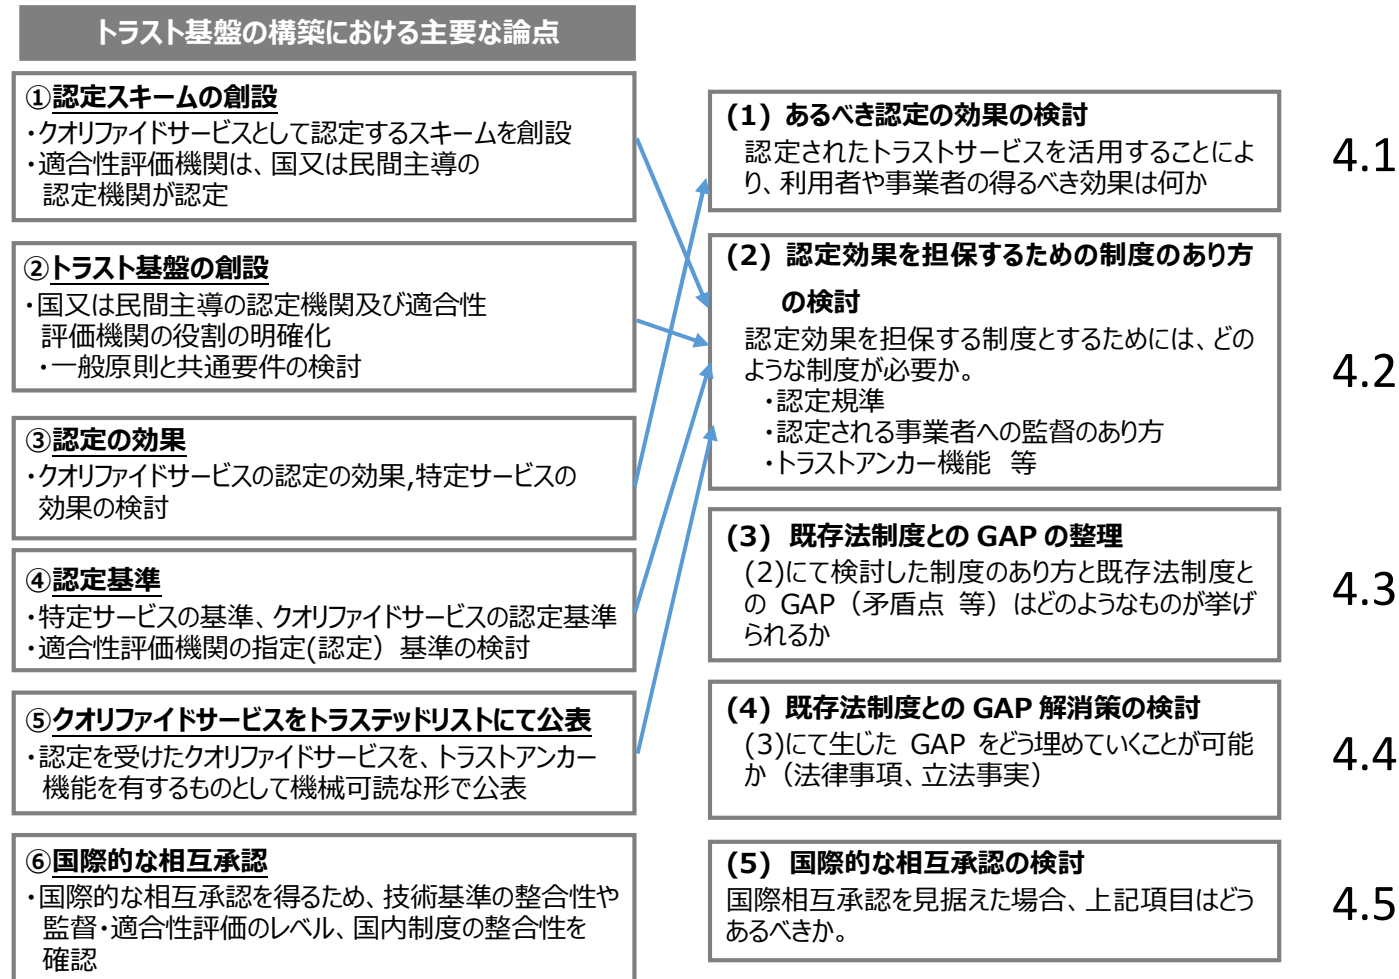 トラスト基盤の構築における主要な論点
①認定スキームの創設
・クオリファイドサービスとして認定するスキームを創設
・適合性評価機関は、国又は民間主導の
認定機関が認定
②トラスト基盤の創設
・国又は民間主導の認定機関及び適合性
評価機関の役割の明確化
・一般原則と共通要件の検討
③認定の効果
・クオリファイドサービスの認定の効果,特定サービスの
効果の検討
④認定基準
・特定サービスの基準、クオリファイドサービスの認定基準
・適合性評価機関の指定(認定）基準の検討
⑤クオリファイドサービスをトラステッドリストにて公表
・認定を受けたクオリファイドサービスを、トラストアンカー
機能を有するものとして機械可読な形で公表
⑥国際的な相互承認
・国際的な相互承認を得るため、技術基準の整合性や
監督・適合性評価のレベル、国内制度の整合性を
確認
(1) あるべき認定の効果の検討
認定されたトラストサービスを活用することによ
り、利用者や事業者の得るべき効果は何か
4.1
(2) 認定効果を担保するための制度のあり方
の検討
認定効果を担保する制度とするためには、どの
ような制度が必要か。
・認定規準
・認定される事業者への監督のあり方
・トラストアンカー機能 等
4.2
(3) 既存法制度との GAP の整理
(2)にて検討した制度のあり方と既存法制度と
の GAP（矛盾点 等）はどのようなものが挙げ
られるか
4.3
(4) 既存法制度との GAP 解消策の検討
(3)にて生じた GAP をどう埋めていくことが可能
か（法律事項、立法事実）
4.4
(5) 国際的な相互承認の検討
国際相互承認を見据えた場合、上記項目はどう
あるべきか。
4.5